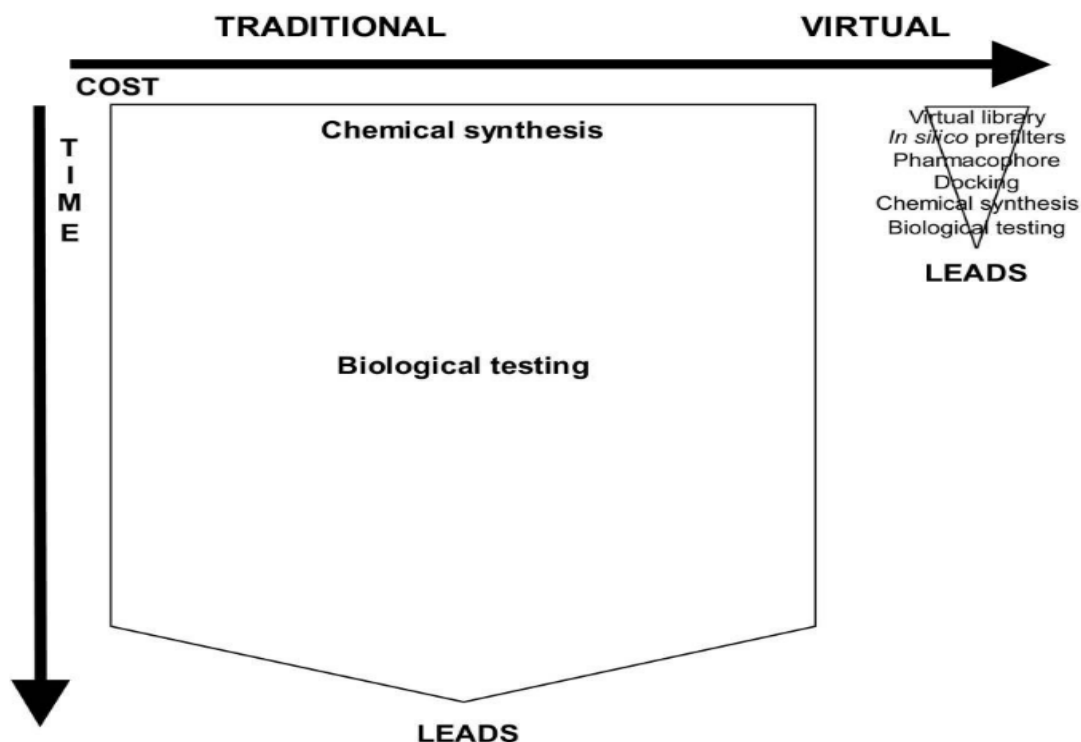 TRADITIONAL
VIRTUAL
COST
TIME
Chemical synthesis
Biological testing
LEADS
Virtual library
In silico prefilters
Pharmacophore
Docking
Chemical synthesis
Biological testing
LEADS